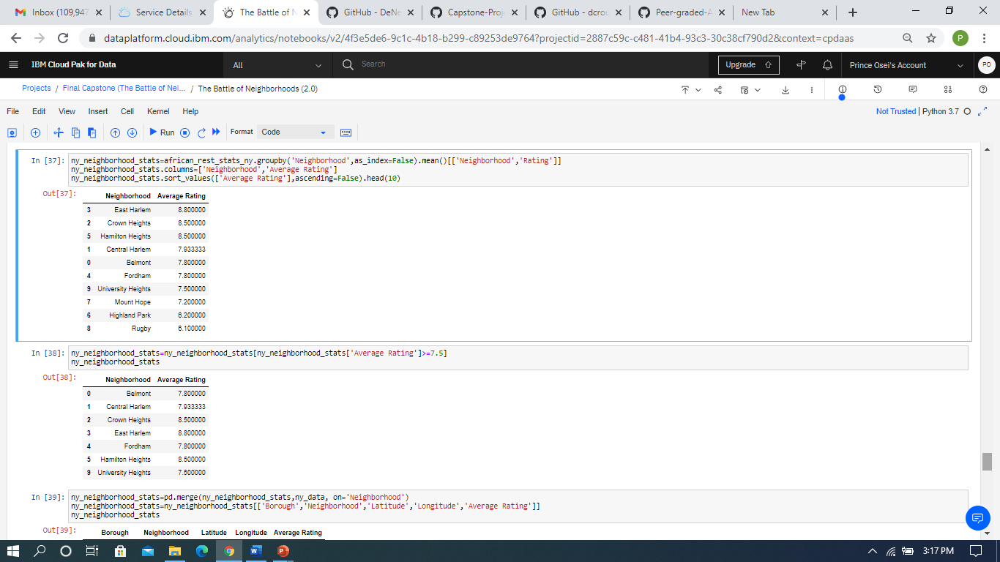 Inbox (109,947
Service Details
The Battle of N
GitHub - DeNe
Capstone-Proj
GitHub - dcrou
Peer-graded-A
New Tab
dataplatform.cloud.ibm.com/analytics/notebooks/v2/4f3e5de6-9c1c-4b18-b299-c89253de9764?projectid=2887c59c-c481-41b4-93c3-30c38cf790d2&context=cpdaas
P
IBM Cloud Pak for Data
All
Search
Upgrade
Prince Osei's Account
PO
Projects / Final Capstone (The Battle of Nei... / The Battle of Neighborhoods (2.0)
File Edit View Insert Cell Kernel Help
Not Trusted | Python 3.7
Run
Format
Code
In [37]: ny_neighborhood_stats=african_rest_stats_ny.groupby('Neighborhood',as_index=False).mean()[['Neighborhood','Rating']]
ny_neighborhood_stats.columns=['Neighborhood','Average Rating']
ny_neighborhood_stats.sort_values(['Average Rating'],ascending=False).head(10)
Out[37]:
Neighborhood Average Rating
3 East Harlem 8.800000
2 Crown Heights 8.500000
5 Hamilton Heights 8.500000
1 Central Harlem 7.933333
0 Belmont 7.800000
4 Fordham 7.800000
9 University Heights 7.500000
7 Mount Hope 7.200000
6 Highland Park 6.200000
8 Rugby 6.100000
In [38]: ny_neighborhood_stats=ny_neighborhood_stats[ny_neighborhood_stats['Average Rating']>=7.5]
ny_neighborhood_stats
Out[38]:
Neighborhood Average Rating
0 Belmont 7.800000
1 Central Harlem 7.933333
2 Crown Heights 8.500000
3 East Harlem 8.800000
4 Fordham 7.800000
5 Hamilton Heights 8.500000
9 University Heights 7.500000
In [39]: ny_neighborhood_stats=pd.merge(ny_neighborhood_stats,ny_data, on='Neighborhood')
ny_neighborhood_stats=ny_neighborhood_stats[['Borough','Neighborhood','Latitude','Longitude','Average Rating']]
ny_neighborhood_stats
Out[39]:
Borough Neighborhood Latitude Longitude Average Rating
3:17 PM